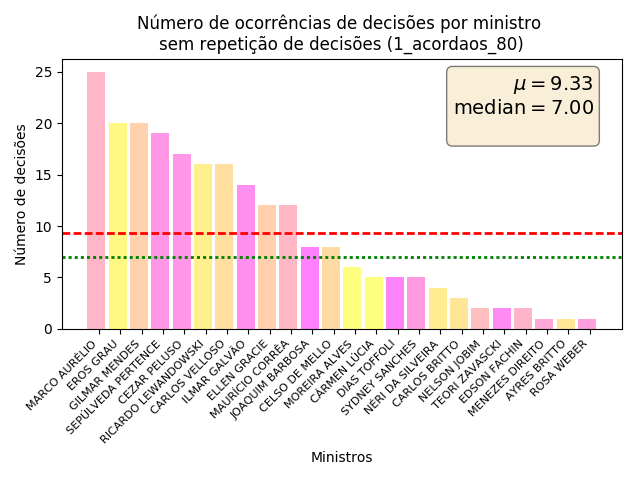 Número de ocorrências de decisões por ministro
sem repetição de decisões (1_acordaos_80)
μ = 9.33
median = 7.00
Número de decisões
25
20
15
10
5
0
MARCO AURÉLIO
EROS GRAU
GILMAR MENDES
SEPÚLVEDA PERTENCE
CEZAR PELUSO
RICARDO LEWANDOWSKI
CARLOS VELLOSO
ILMAR GALVÃO
ELLEN GRACIE
MAURÍCIO CORRÊA
JOAQUIM BARBOSA
CELSO DE MELLO
MOREIRA ALVES
CÁRMEN LÚCIA
DIAS TOFFOLI
SYDNEY SANCHES
NÉRI DA SILVEIRA
CARLOS BRITTO
NELSON JOBIM
TEORI ZAVASCKI
EDSON FACHIN
MENEZES DIREITO
AYRES BRITTO
ROSA WEBER
Ministros